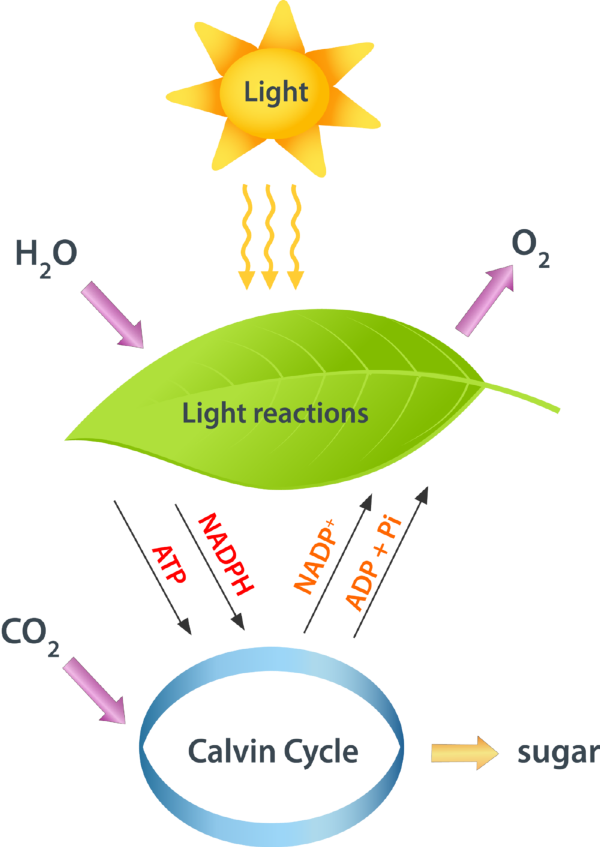 Light
H₂O
O₂
Light reactions
ATP
NADPH
NADP⁺
ADP + Pi
CO₂
Calvin Cycle
sugar